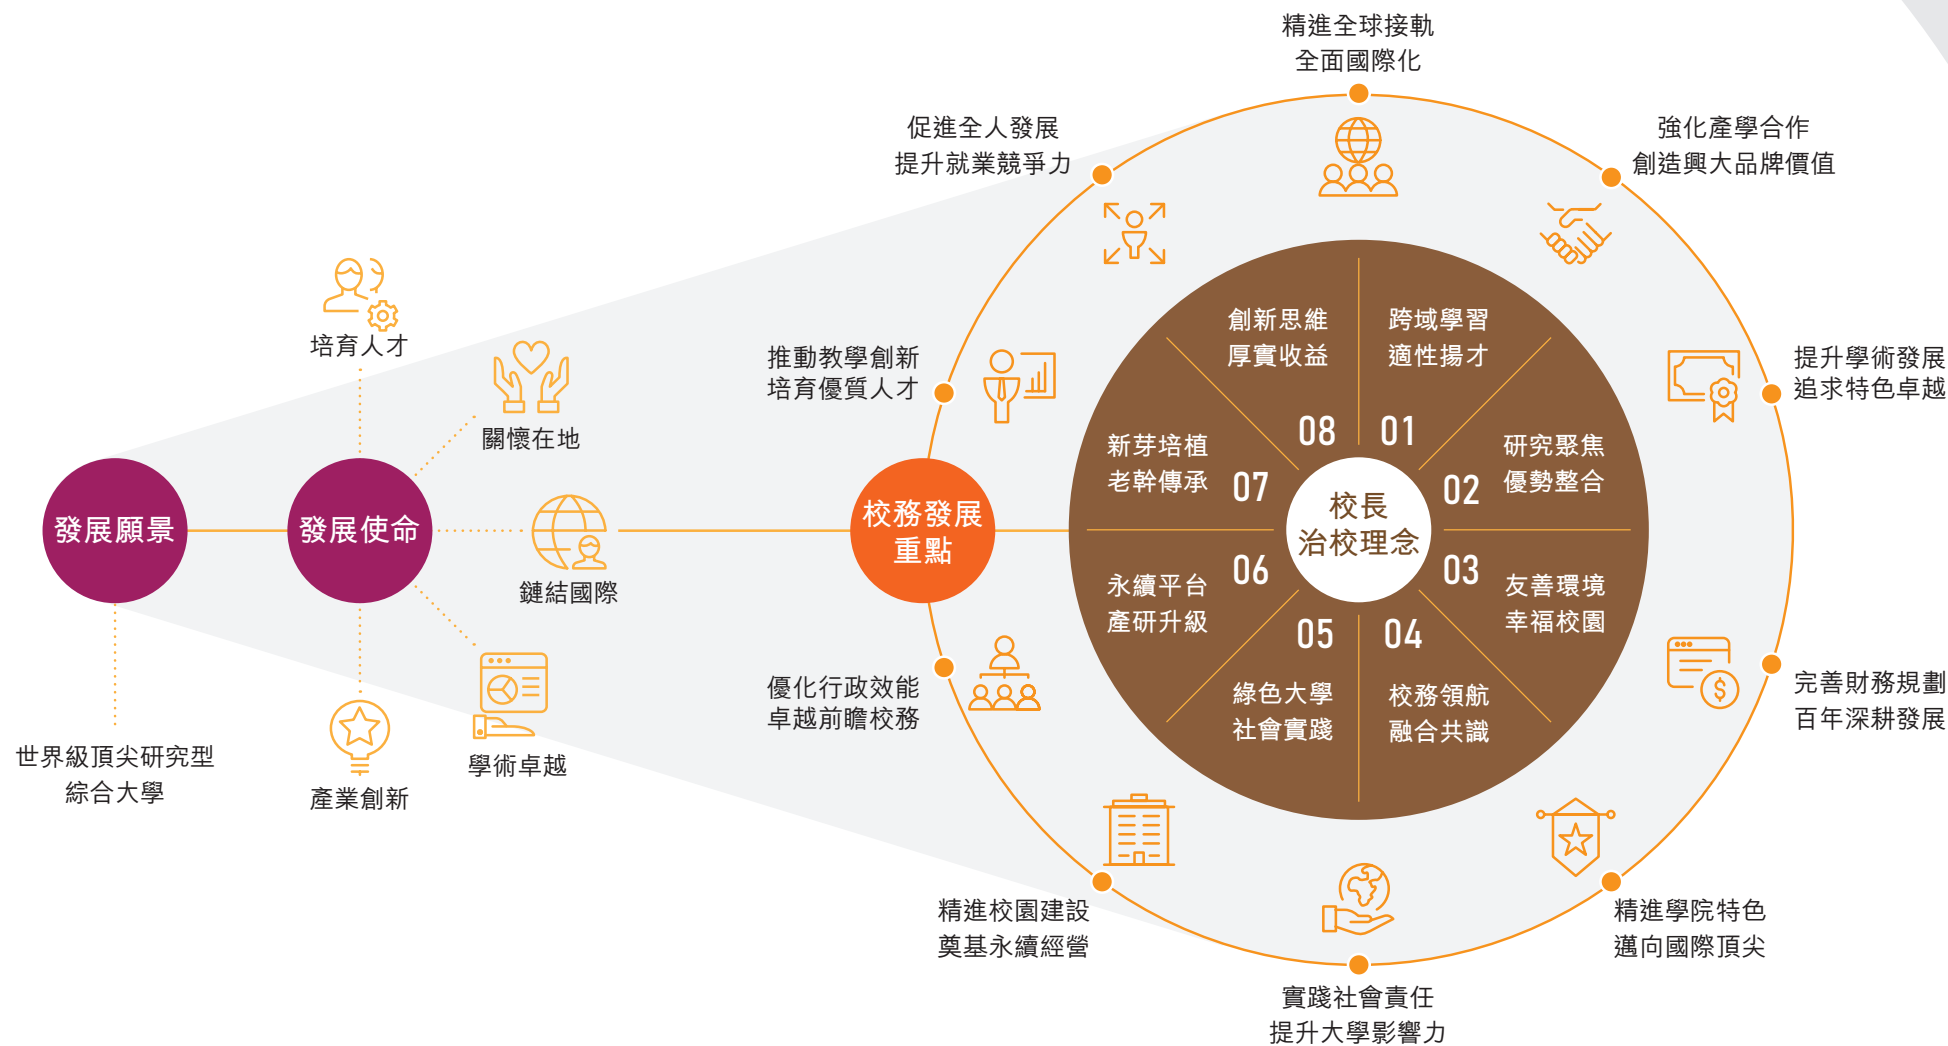 發展願景
世界級頂尖研究型
綜合大學
發展使命
培育人才
關懷在地
鏈結國際
學術卓越
產業創新
校務發展
重點
精進全球接軌
全面國際化
強化產學合作
創造興大品牌價值
提升學術發展
追求特色卓越
完善財務規劃
百年深耕發展
精進學院特色
邁向國際頂尖
實踐社會責任
提升大學影響力
精進校園建設
奠基永續經營
優化行政效能
卓越前瞻校務
推動教學創新
培育優質人才
促進全人發展
提升就業競爭力
校長
治校理念
01
跨域學習
適性揚才
02
研究聚焦
優勢整合
03
友善環境
幸福校園
04
校務領航
融合共識
05
綠色大學
社會實踐
06
永續平台
產研升級
07
新芽培植
老幹傳承
08
創新思維
厚實收益
$